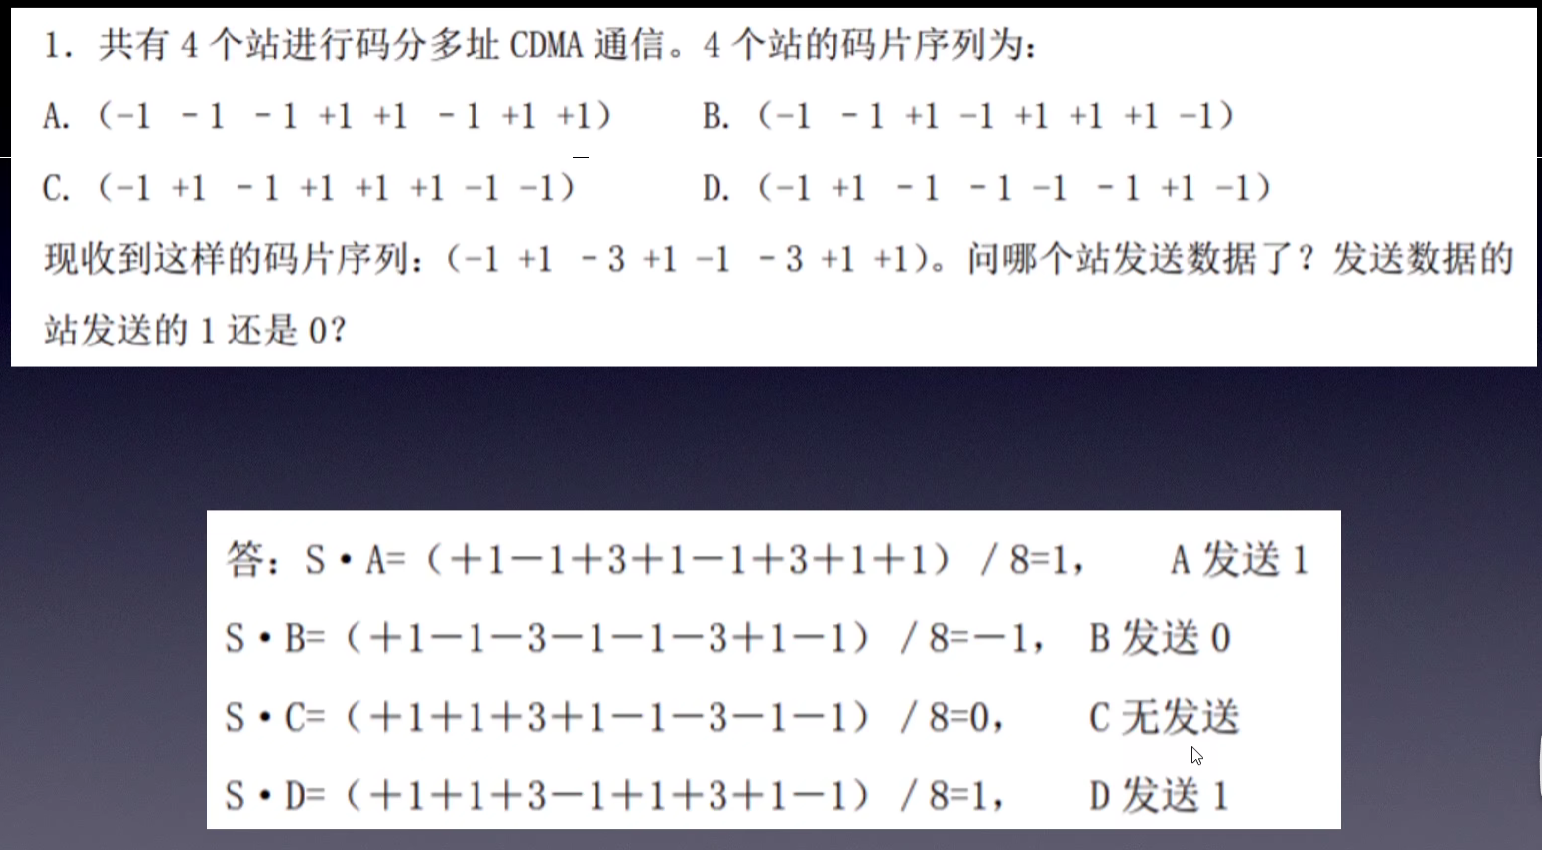 1. 共有 4 个站进行码分多址 CDMA 通信。4 个站的码片序列为：
A. （-1 -1 -1 +1 +1 -1 +1 +1） B. （-1 -1 +1 -1 +1 +1 +1 -1）
C. （-1 +1 -1 +1 +1 +1 -1 -1） D. （-1 +1 -1 -1 -1 -1 +1 -1）
现收到这样的码片序列：（-1 +1 -3 +1 -1 -3 +1 +1）。问哪个站发送数据了？发送数据的
站发送的 1 还是 0？
答：S·A=（+1－1+3+1－1+3+1+1）/8=1， A 发送 1
S·B=（+1－1－3－1－1－3+1－1）/8=－1， B 发送 0
S·C=（+1+1+3+1－1－3－1－1）/8=0， C 无发送
S·D=（+1+1+3－1+1+3+1－1）/8=1， D 发送 1